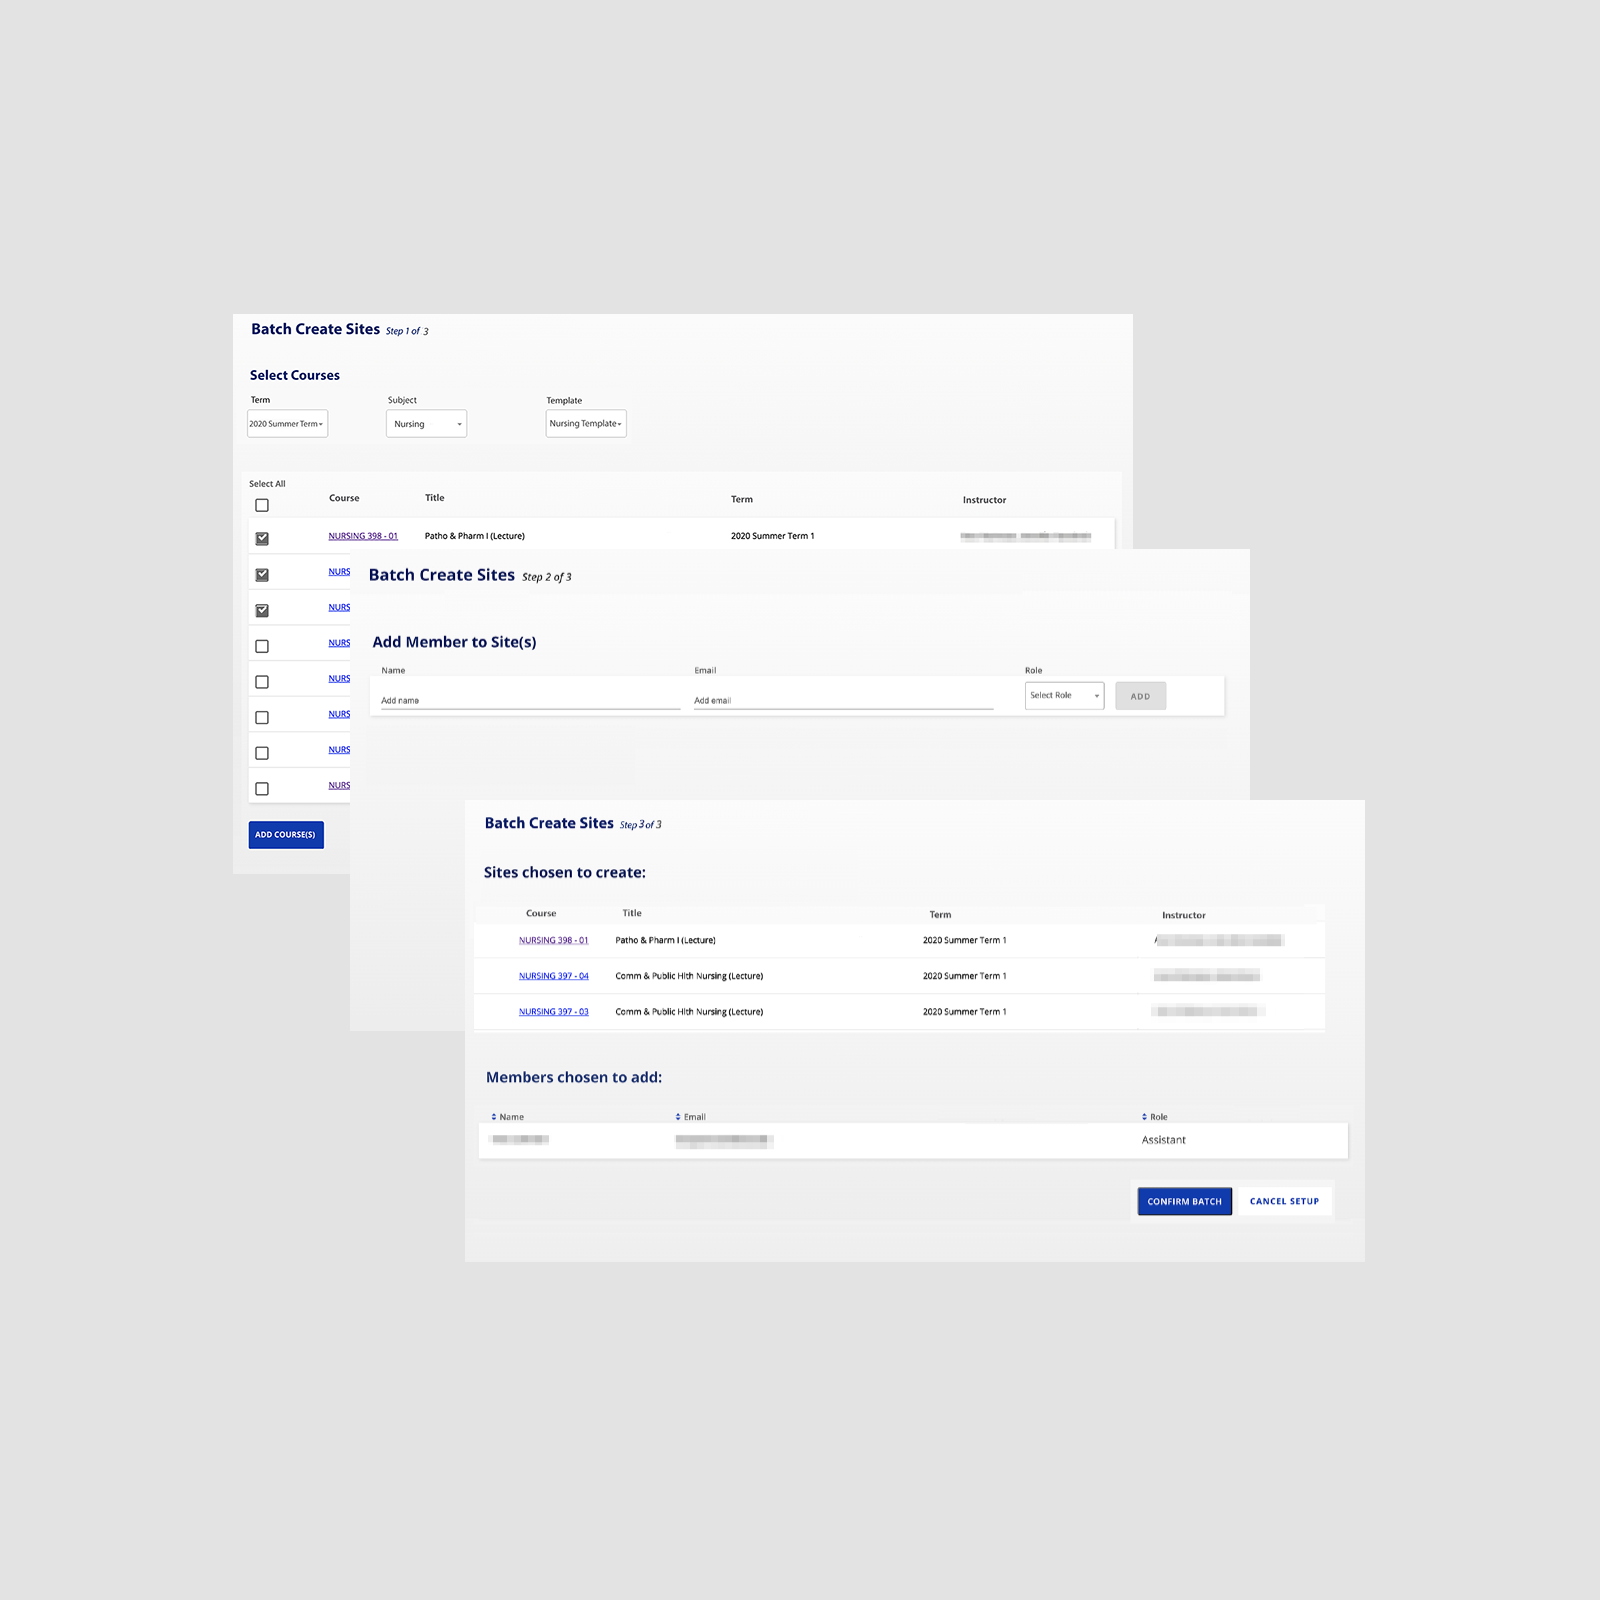 Batch Create Sites Step 1 of 3
Select Courses
Term Subject Template
2020 Summer Term Nursing Nursing Template
Select All
Course Title Term Instructor
NURSING 398 - 01 Patho & Pharm I (Lecture) 2020 Summer Term 1
NURS
NURS
NURS
NURS
NURS
NURS
NURS
ADD COURSE(S)
Batch Create Sites Step 2 of 3
Add Member to Site(s)
Name Email Role
Add name Add email Select Role ADD
Batch Create Sites Step 3 of 3
Sites chosen to create:
Course Title Term Instructor
NURSING 398 - 01 Patho & Pharm I (Lecture) 2020 Summer Term 1
NURSING 397 - 04 Comm & Public Hlth Nursing (Lecture) 2020 Summer Term 1
NURSING 397 - 03 Comm & Public Hlth Nursing (Lecture) 2020 Summer Term 1
Members chosen to add:
Name Email Role
Assistant
CONFIRM BATCH CANCEL SETUP